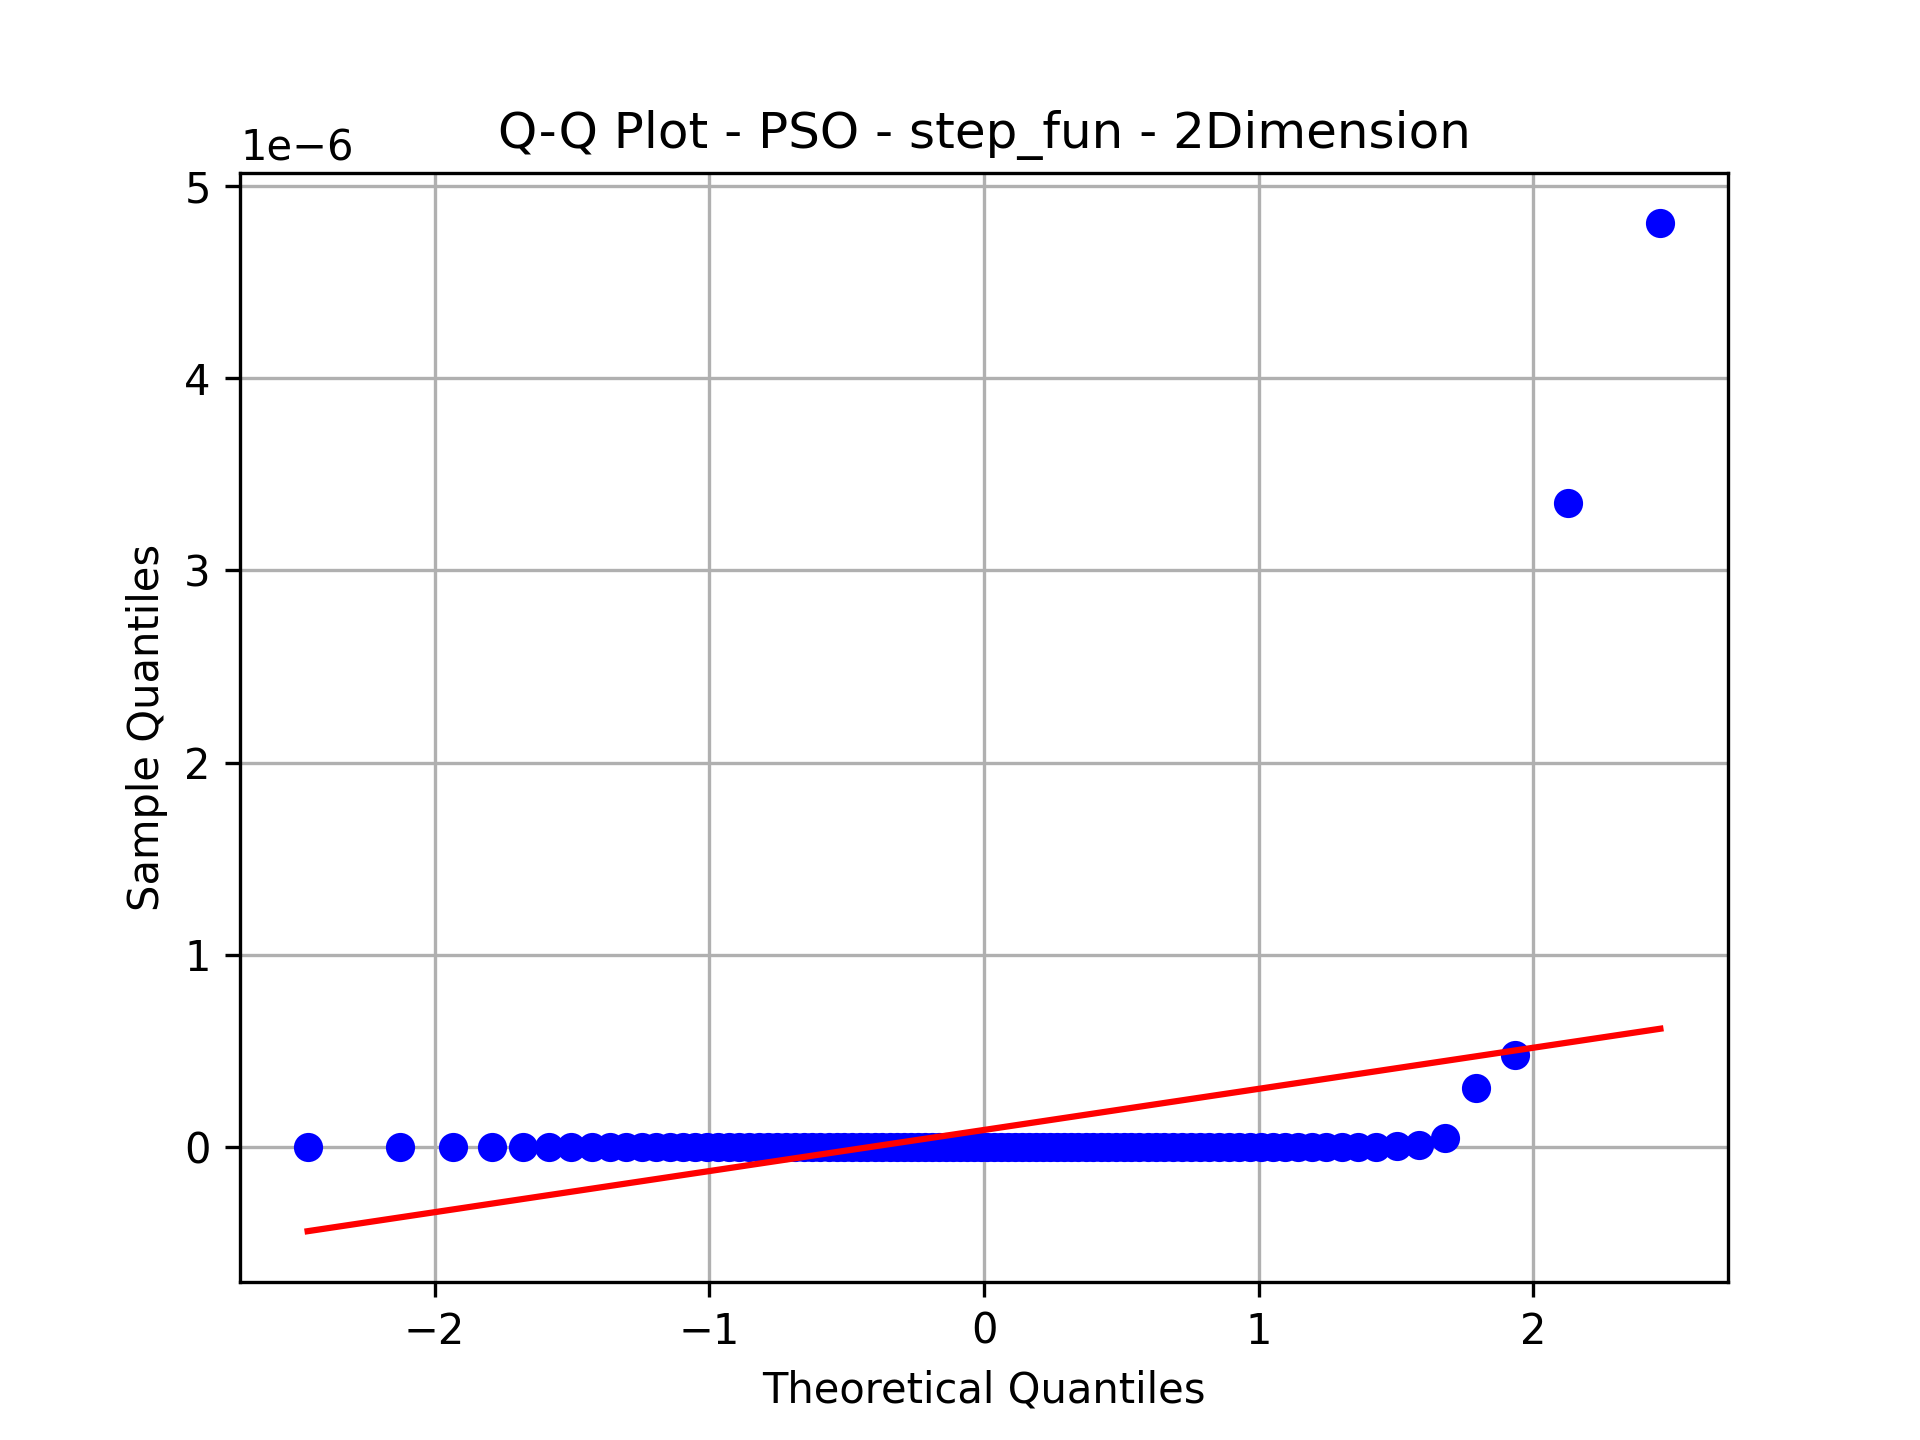 Q-Q Plot - PSO - step_fun - 2Dimension
1e−6
5
4
3
2
1
0
Sample Quantiles
−2
−1
0
1
2
Theoretical Quantiles